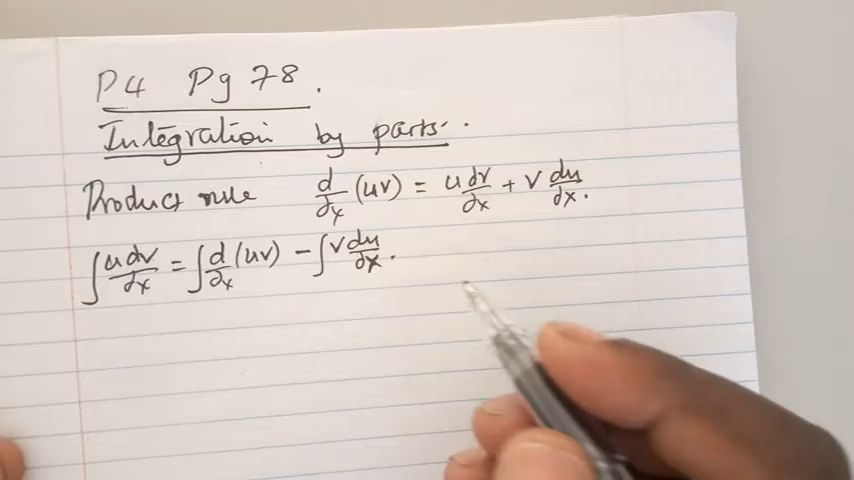 P4 Pg 78.
Integration by parts.
Product rule d/dx (uv) = u dv/dx + v du/dx.
∫ u dv/dx = ∫ d/dx (uv) - ∫ v du/dx.